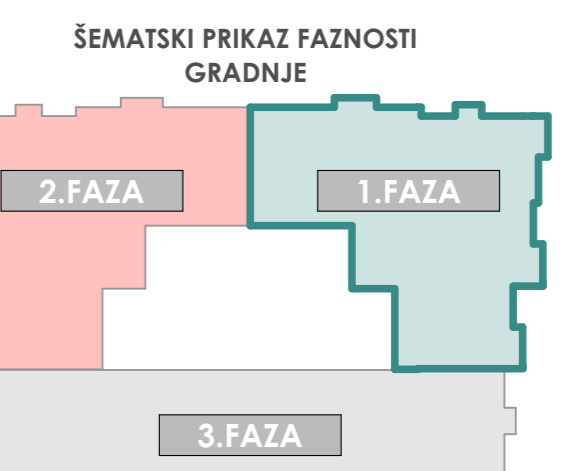 ŠEMATSKI PRIKAZ FAZNOSTI
GRADNJE
2.FAZA
1.FAZA
3.FAZA